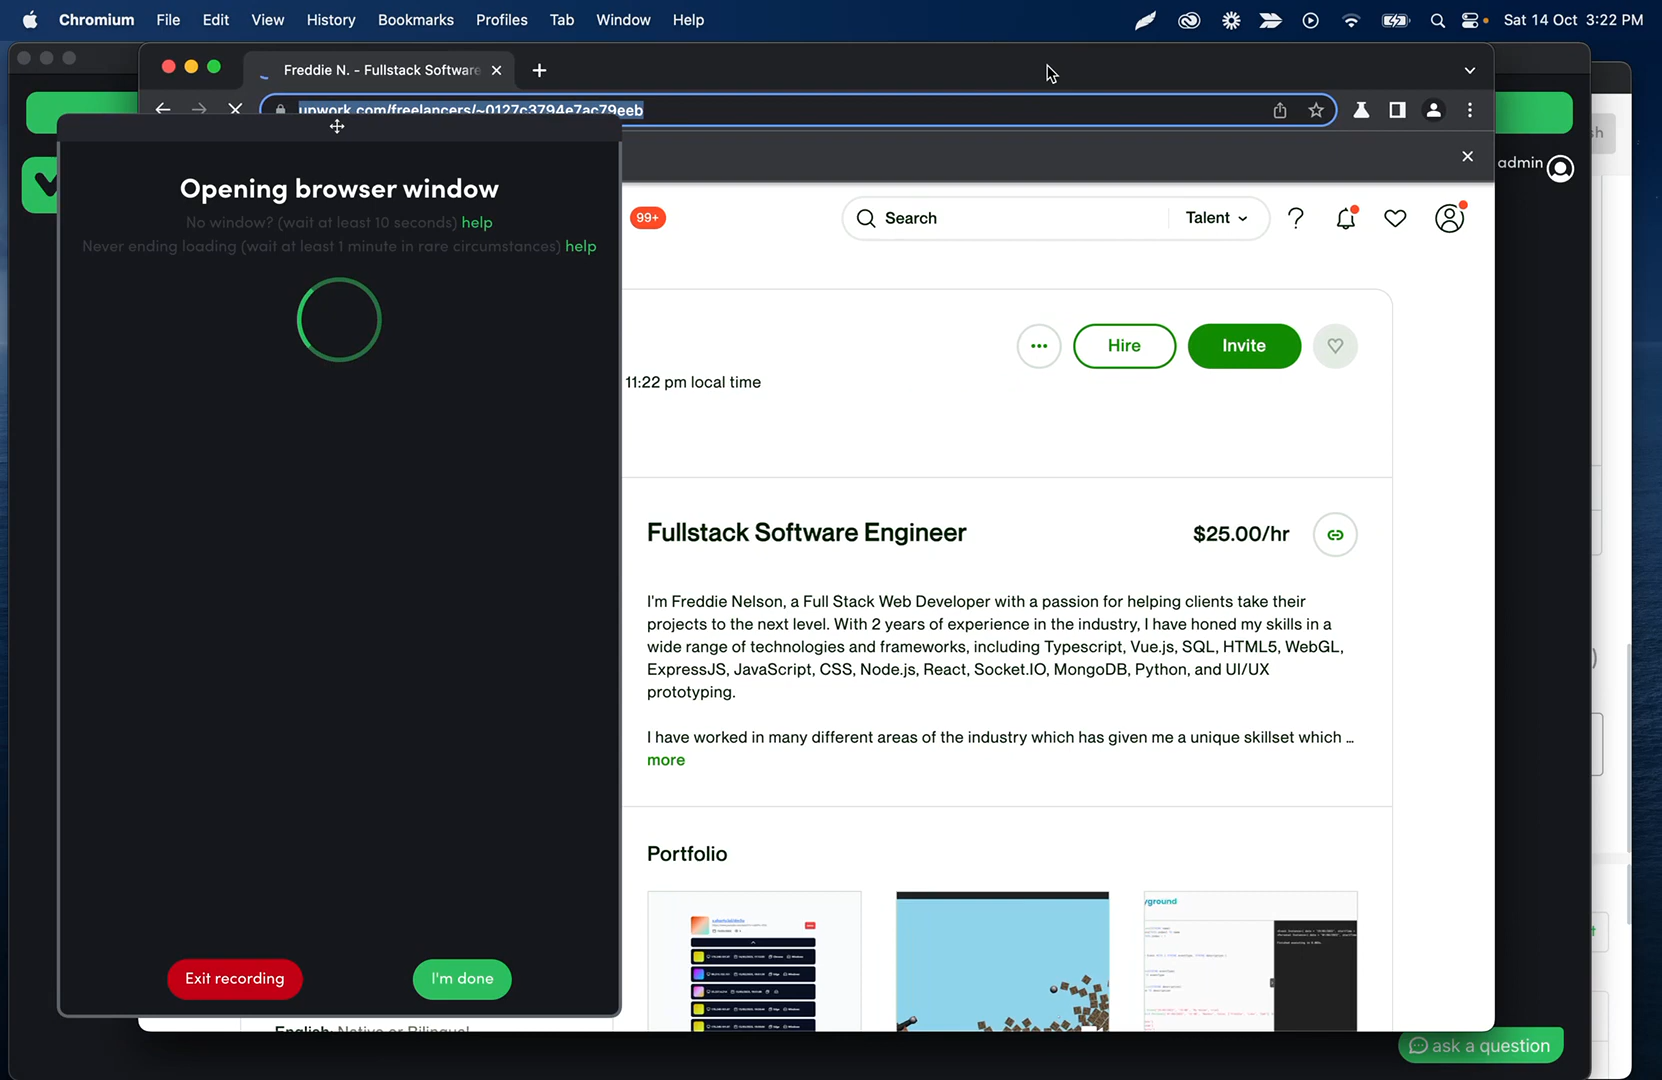 Chromium File Edit View History Bookmarks Profiles Tab Window Help Sat 14 Oct 3:22 PM
Freddie N. - Fullstack Software
upwork.com/freelancers/~0127c3794e7ac79eeb
admin
Opening browser window
No window? (wait at least 10 seconds) help
Never ending loading (wait at least 1 minute in rare circumstances) help
99+
Search
Talent
Hire
Invite
11:22 pm local time
Fullstack Software Engineer
$25.00/hr
I'm Freddie Nelson, a Full Stack Web Developer with a passion for helping clients take their
projects to the next level. With 2 years of experience in the industry, I have honed my skills in a
wide range of technologies and frameworks, including Typescript, Vue.js, SQL, HTML5, WebGL,
ExpressJS, JavaScript, CSS, Node.js, React, Socket.IO, MongoDB, Python, and UI/UX
prototyping.
I have worked in many different areas of the industry which has given me a unique skillset which ...
more
Portfolio
yground
Exit recording
I'm done
English: Native or Bilingual
ask a question